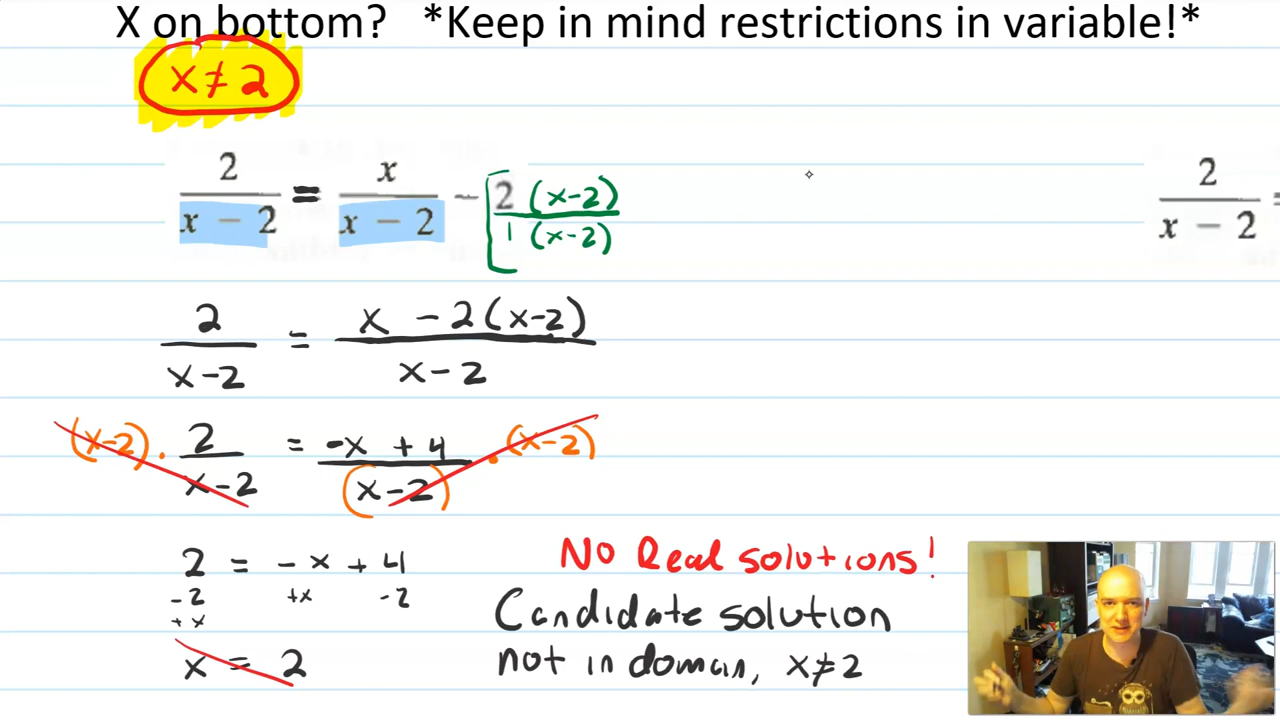 X on bottom? *Keep in mind restrictions in variable!*
x ≠ 2
2/(x − 2) = x/(x − 2) − [2 (x-2)/1 (x-2)
2/(x − 2)
=
2/(x-2) = (x - 2(x-2))/(x-2)
(x-2) · 2/(x-2) = (-x + 4)/(x-2) · (x-2)
2 = -x + 4
-2 +x -2
+x
x = 2
No Real solutions!
Candidate solution
not in domain, x≠2